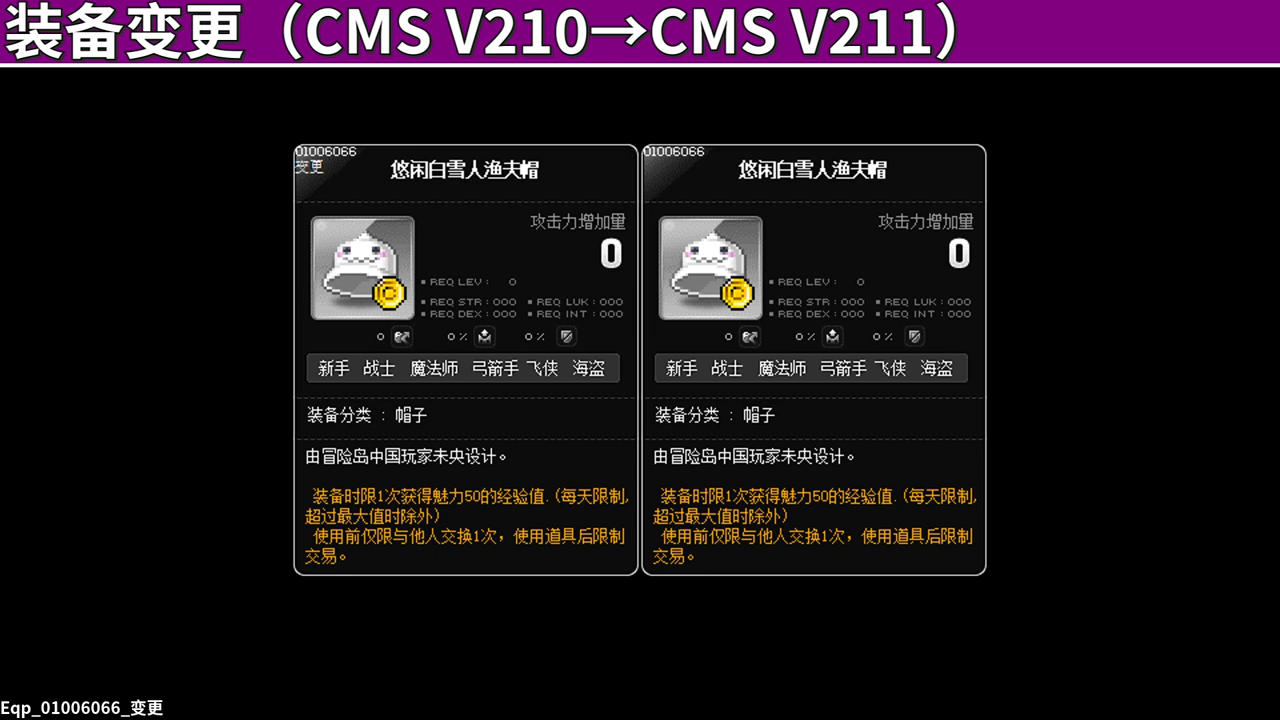 装备变更（CMS V210→CMS V211）
01006066
变更
悠闲白雪人渔夫帽
攻击力增加量
0
REQ LEV : 0
REQ STR : 000 REQ LUK : 000
REQ DEX : 000 REQ INT : 000
0 0 % 0 %
新手 战士 魔法师 弓箭手 飞侠 海盗
装备分类 : 帽子
由冒险岛中国玩家未央设计。
装备时限1次获得魅力50的经验值.(每天限制,
超过最大值时除外)
使用前仅限与他人交换1次，使用道具后限制
交易。
01006066
悠闲白雪人渔夫帽
攻击力增加量
0
REQ LEV : 0
REQ STR : 000 REQ LUK : 000
REQ DEX : 000 REQ INT : 000
0 0 % 0 %
新手 战士 魔法师 弓箭手 飞侠 海盗
装备分类 : 帽子
由冒险岛中国玩家未央设计。
装备时限1次获得魅力50的经验值.(每天限制,
超过最大值时除外)
使用前仅限与他人交换1次，使用道具后限制
交易。
Eqp_01006066_变更